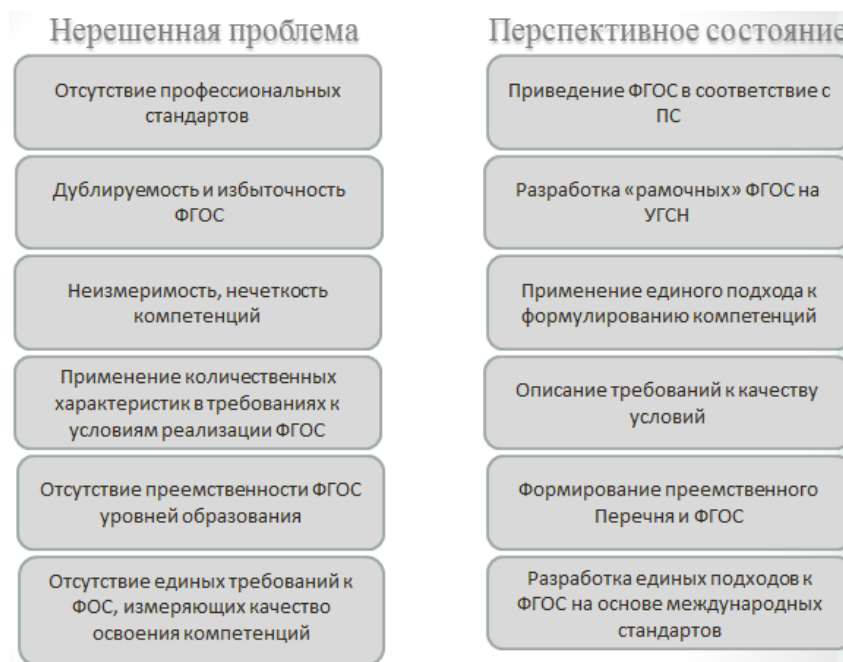 Нерешенная проблема
Отсутствие профессиональных
стандартов
Дублируемость и избыточность
ФГОС
Неизмеримость, нечеткость
компетенций
Применение количественных
характеристик в требованиях к
условиям реализации ФГОС
Отсутствие преемственности ФГОС
уровней образования
Отсутствие единых требований к
ФОС, измеряющих качество
освоения компетенций
Перспективное состояние
Приведение ФГОС в соответствие с
ПС
Разработка «рамочных» ФГОС на
УГСН
Применение единого подхода к
формулированию компетенций
Описание требований к качеству
условий
Формирование преемственного
Перечня и ФГОС
Разработка единых подходов к
ФГОС на основе международных
стандартов